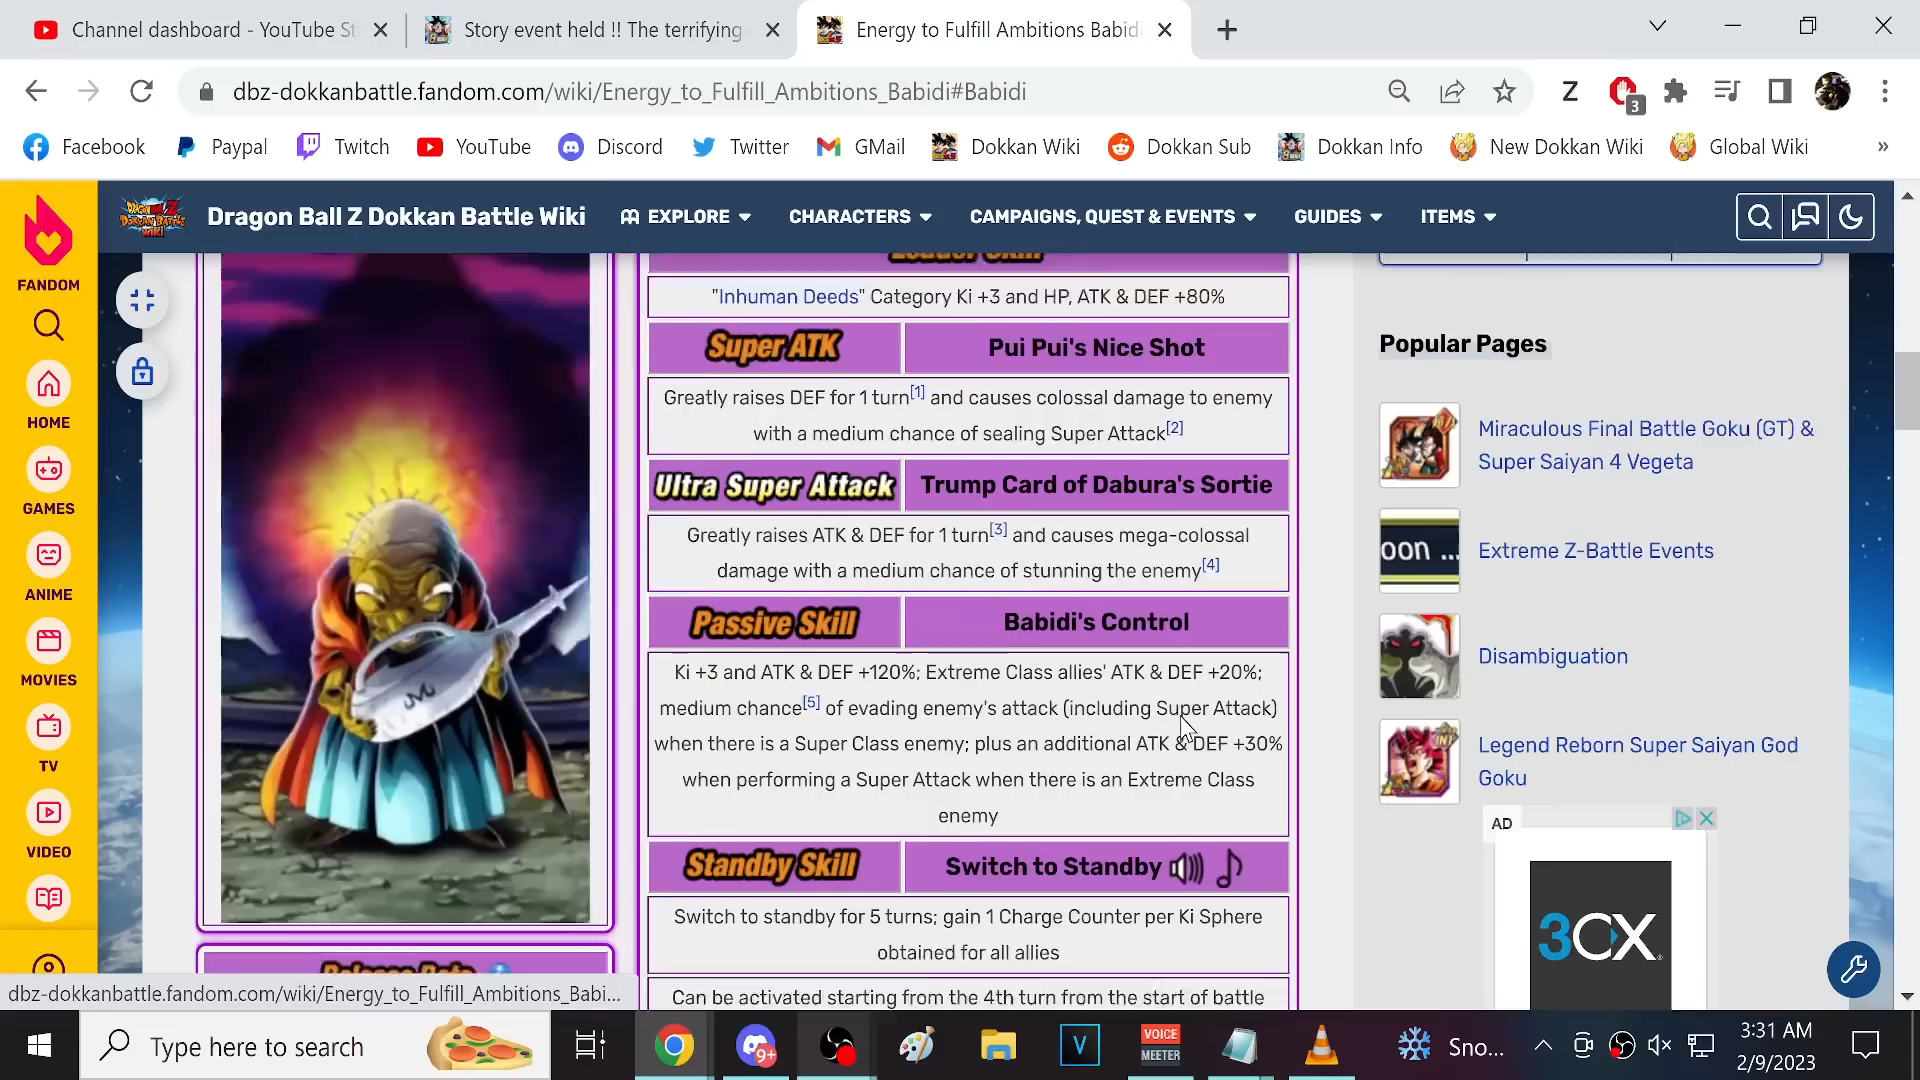 Channel dashboard - YouTube St
Story event held !! The terrifying
Energy to Fulfill Ambitions Babidi
dbz-dokkanbattle.fandom.com/wiki/Energy_to_Fulfill_Ambitions_Babidi#Babidi
3
Facebook
Paypal
Twitch
YouTube
Discord
Twitter
GMail
Dokkan Wiki
Dokkan Sub
Dokkan Info
New Dokkan Wiki
Global Wiki
»
Dragon Ball Z Dokkan Battle Wiki
EXPLORE
CHARACTERS
CAMPAIGNS, QUEST & EVENTS
GUIDES
ITEMS
FANDOM
HOME
GAMES
ANIME
MOVIES
TV
VIDEO
Leader Skill
"Inhuman Deeds" Category Ki +3 and HP, ATK & DEF +80%
Super ATK
Pui Pui's Nice Shot
Greatly raises DEF for 1 turn[1] and causes colossal damage to enemy
with a medium chance of sealing Super Attack[2]
Ultra Super Attack
Trump Card of Dabura's Sortie
Greatly raises ATK & DEF for 1 turn[3] and causes mega-colossal
damage with a medium chance of stunning the enemy[4]
Passive Skill
Babidi's Control
Ki +3 and ATK & DEF +120%; Extreme Class allies' ATK & DEF +20%;
medium chance[5] of evading enemy's attack (including Super Attack)
when there is a Super Class enemy; plus an additional ATK & DEF +30%
when performing a Super Attack when there is an Extreme Class
enemy
Standby Skill
Switch to Standby
Switch to standby for 5 turns; gain 1 Charge Counter per Ki Sphere
obtained for all allies
Can be activated starting from the 4th turn from the start of battle
Release Date
Popular Pages
Miraculous Final Battle Goku (GT) &
Super Saiyan 4 Vegeta
oon ...
Extreme Z-Battle Events
Disambiguation
Legend Reborn Super Saiyan God
Goku
AD
3CX
dbz-dokkanbattle.fandom.com/wiki/Energy_to_Fulfill_Ambitions_Babi...
Type here to search
9+
V
VOICE
MEETER
Sno...
3:31 AM
2/9/2023